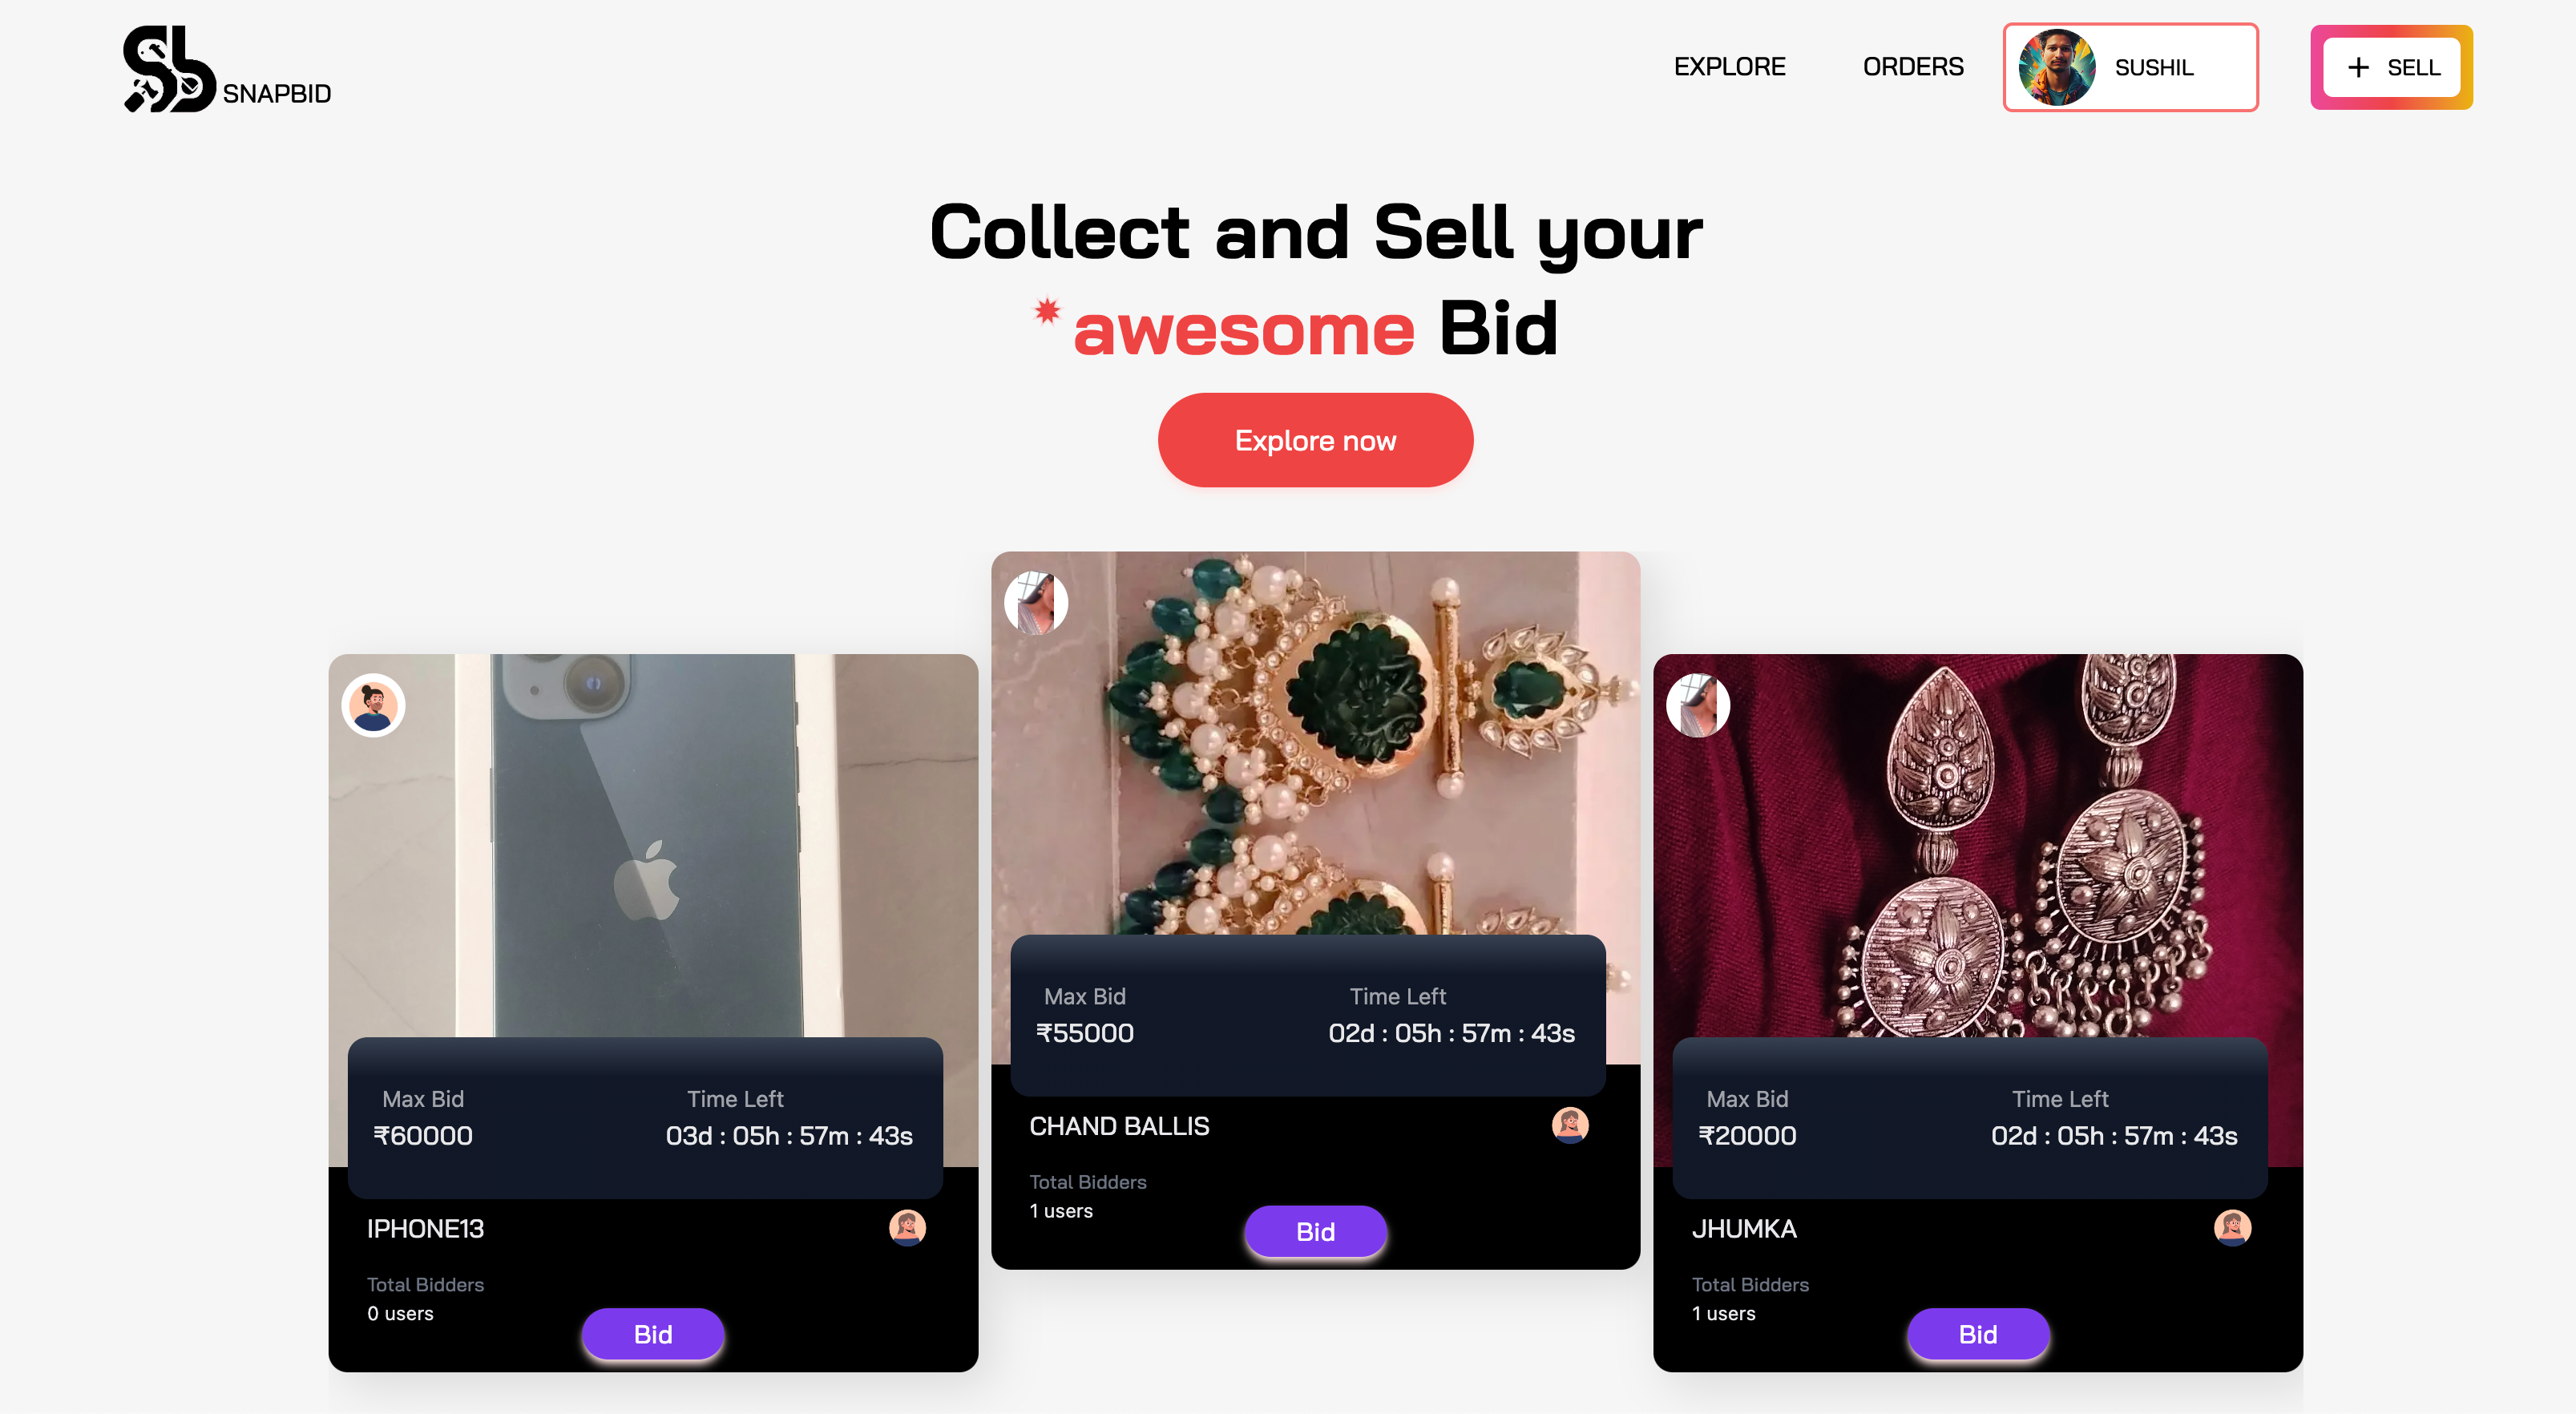 SNAPBID
EXPLORE
ORDERS
SUSHIL
+ SELL
Collect and Sell your
awesome Bid
Explore now
Max Bid
Time Left
₹60000
03d : 05h : 57m : 43s
IPHONE13
Total Bidders
0 users
Bid
Max Bid
Time Left
₹55000
02d : 05h : 57m : 43s
CHAND BALLIS
Total Bidders
1 users
Bid
Max Bid
Time Left
₹20000
02d : 05h : 57m : 43s
JHUMKA
Total Bidders
1 users
Bid